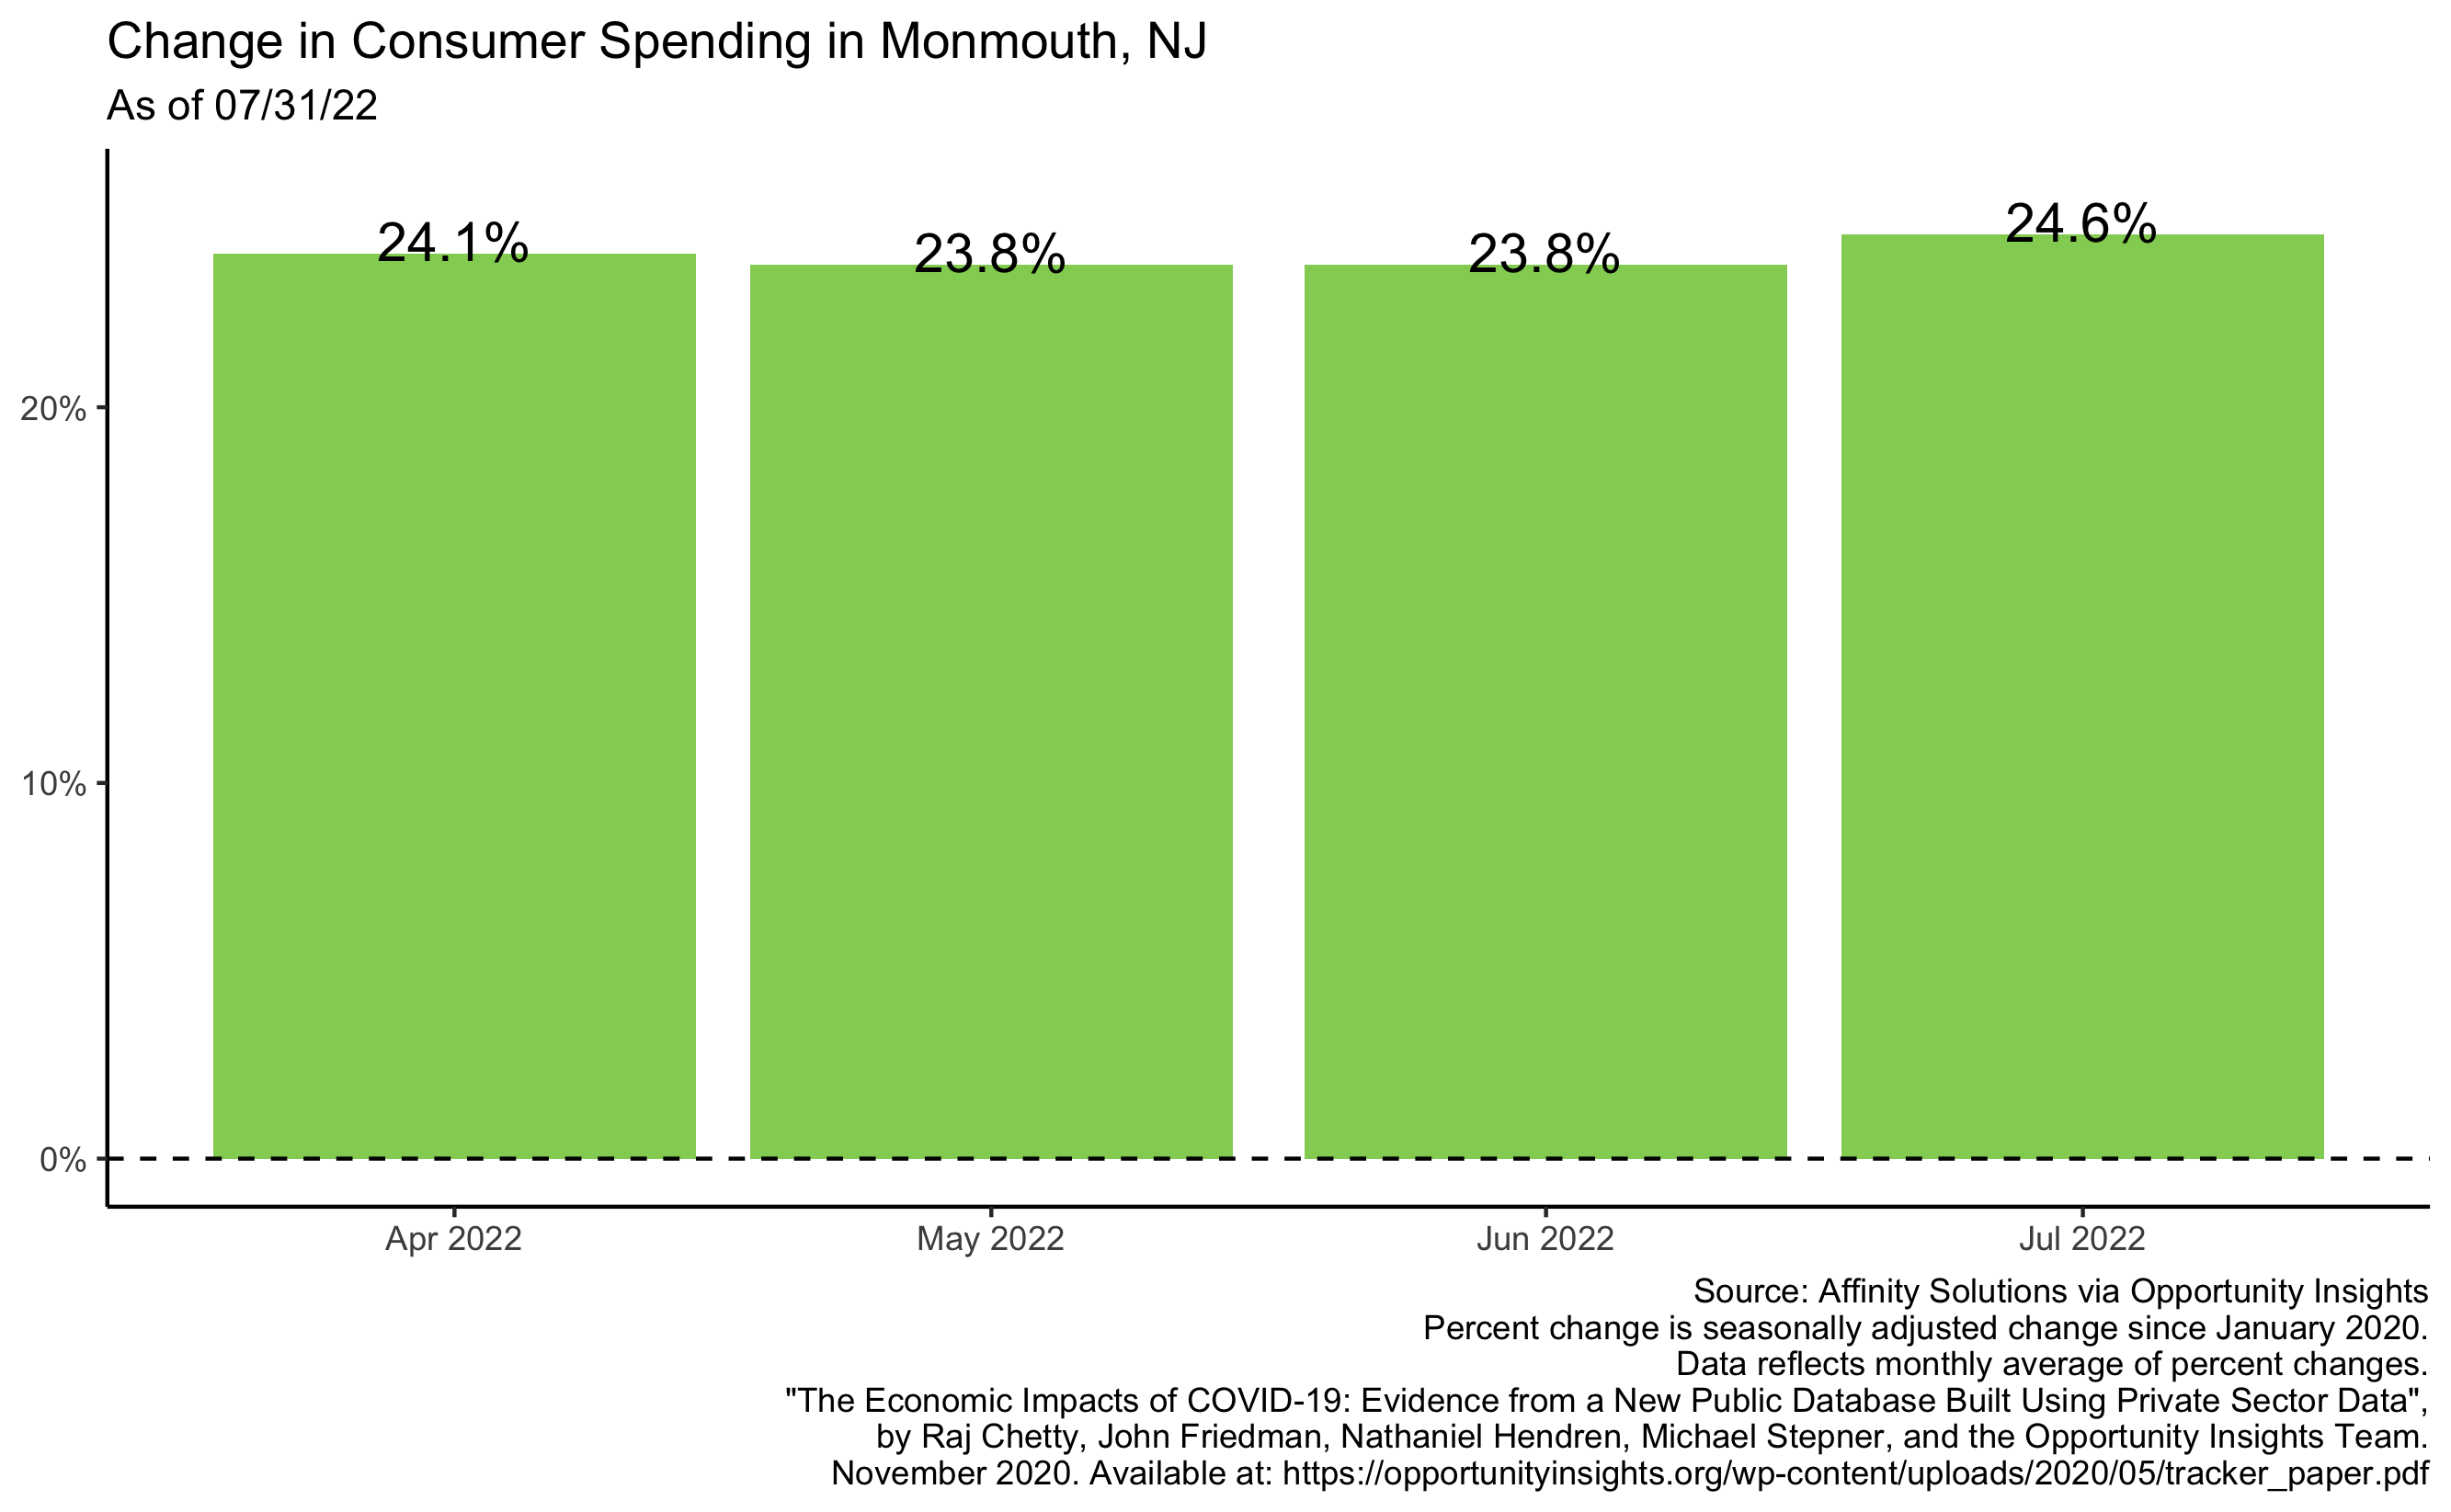 Change in Consumer Spending in Monmouth, NJ
As of 07/31/22
24.1%
23.8%
23.8%
24.6%
20%
10%
0%
Apr 2022
May 2022
Jun 2022
Jul 2022
Source: Affinity Solutions via Opportunity Insights
Percent change is seasonally adjusted change since January 2020.
Data reflects monthly average of percent changes.
"The Economic Impacts of COVID-19: Evidence from a New Public Database Built Using Private Sector Data",
by Raj Chetty, John Friedman, Nathaniel Hendren, Michael Stepner, and the Opportunity Insights Team.
November 2020. Available at: https://opportunityinsights.org/wp-content/uploads/2020/05/tracker_paper.pdf